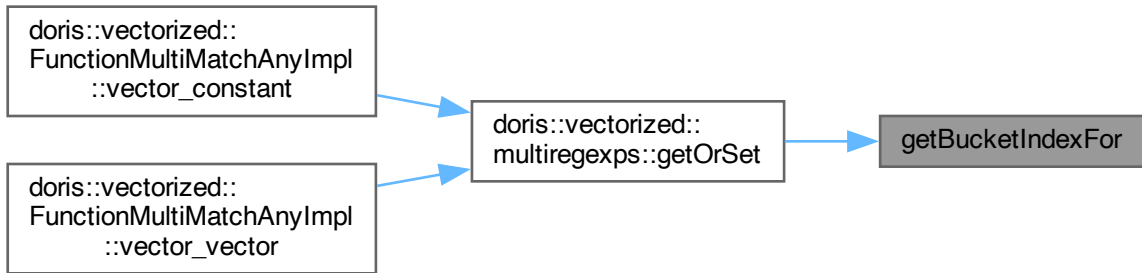 doris::vectorized::
FunctionMultiMatchAnyImpl
::vector_constant
doris::vectorized::
FunctionMultiMatchAnyImpl
::vector_vector
doris::vectorized::
multiregexps::getOrSet
getBucketIndexFor